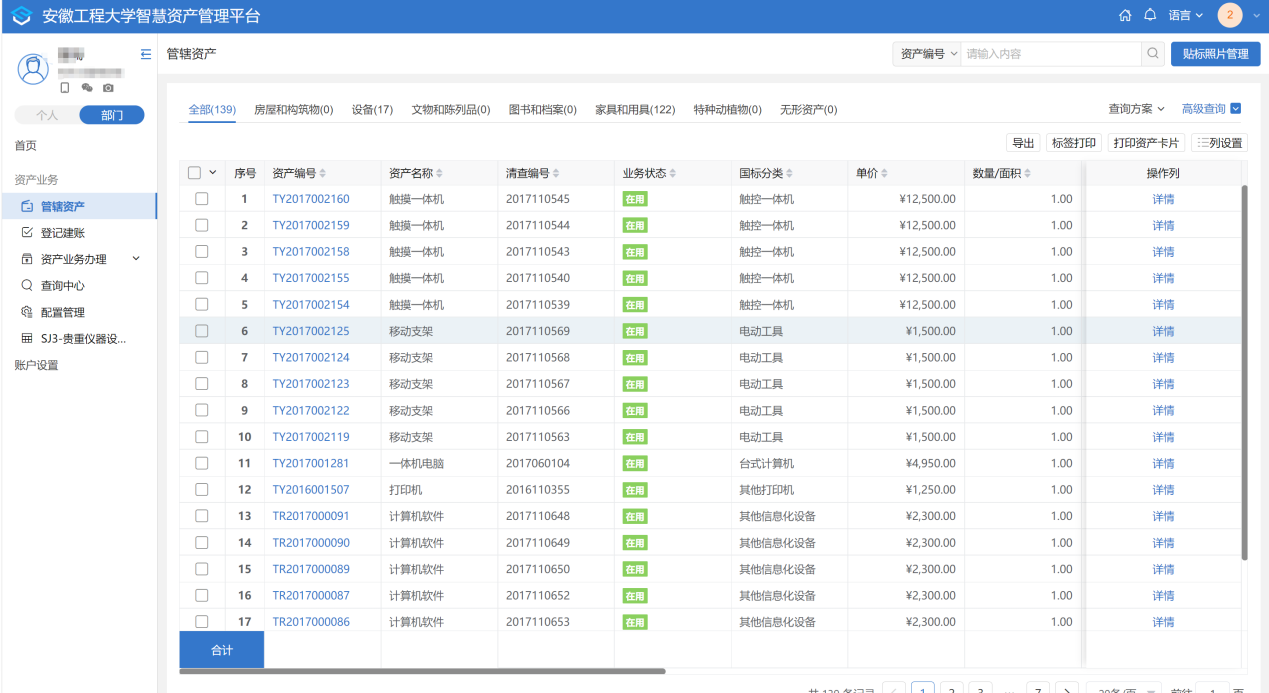 安徽工程大学智慧资产管理平台 语言 2
管辖资产 资产编号 请输入内容 贴标照片管理
个人 部门
首页
资产业务
管辖资产
登记建账
资产业务办理
查询中心
配置管理
SJ3-贵重仪器设...
账户设置
全部(139) 房屋和构筑物(0) 设备(17) 文物和陈列品(0) 图书和档案(0) 家具和用具(122) 特种动植物(0) 无形资产(0) 查询方案 高级查询
导出 标签打印 打印资产卡片 列设置
序号 资产编号 资产名称 清查编号 业务状态 国标分类 单价 数量/面积 操作列
1 TY2017002160 触摸一体机 2017110545 在用 触控一体机 ¥12,500.00 1.00 详情
2 TY2017002159 触摸一体机 2017110544 在用 触控一体机 ¥12,500.00 1.00 详情
3 TY2017002158 触摸一体机 2017110543 在用 触控一体机 ¥12,500.00 1.00 详情
4 TY2017002155 触摸一体机 2017110540 在用 触控一体机 ¥12,500.00 1.00 详情
5 TY2017002154 触摸一体机 2017110539 在用 触控一体机 ¥12,500.00 1.00 详情
6 TY2017002125 移动支架 2017110569 在用 电动工具 ¥1,500.00 1.00 详情
7 TY2017002124 移动支架 2017110568 在用 电动工具 ¥1,500.00 1.00 详情
8 TY2017002123 移动支架 2017110567 在用 电动工具 ¥1,500.00 1.00 详情
9 TY2017002122 移动支架 2017110566 在用 电动工具 ¥1,500.00 1.00 详情
10 TY2017002119 移动支架 2017110563 在用 电动工具 ¥1,500.00 1.00 详情
11 TY2017001281 一体机电脑 2017060104 在用 台式计算机 ¥4,950.00 1.00 详情
12 TY2016001507 打印机 2016110355 在用 其他打印机 ¥1,250.00 1.00 详情
13 TR2017000091 计算机软件 2017110648 在用 其他信息化设备 ¥2,300.00 1.00 详情
14 TR2017000090 计算机软件 2017110649 在用 其他信息化设备 ¥2,300.00 1.00 详情
15 TR2017000089 计算机软件 2017110650 在用 其他信息化设备 ¥2,300.00 1.00 详情
16 TR2017000087 计算机软件 2017110652 在用 其他信息化设备 ¥2,300.00 1.00 详情
17 TR2017000086 计算机软件 2017110653 在用 其他信息化设备 ¥2,300.00 1.00 详情
合计
共 139 条记录 1 2 3 ... 7 20条/页 前往 1 页